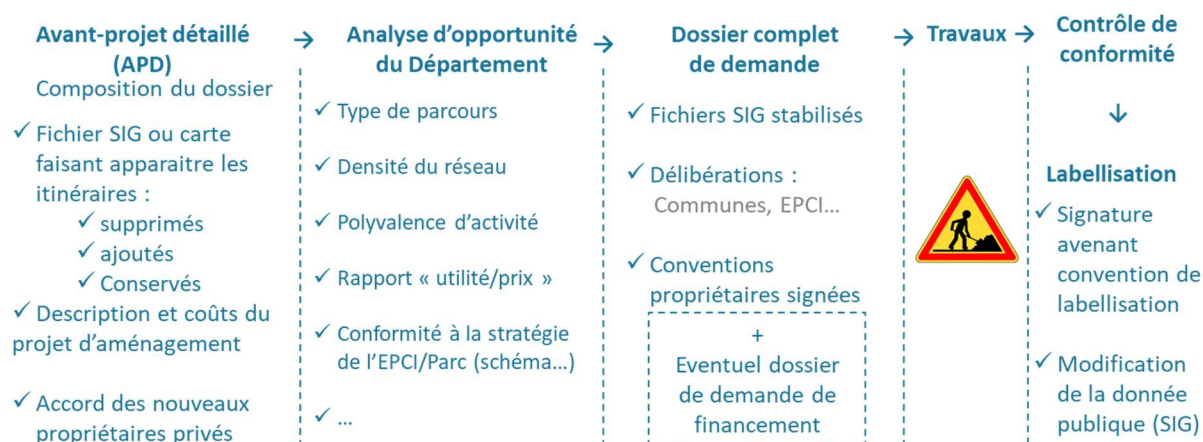 Avant-projet détaillé
(APD)
Composition du dossier
✓ Fichier SIG ou carte
faisant apparaitre les
itinéraires :
✓ supprimés
✓ ajoutés
✓ Conservés
✓ Description et coûts du
projet d’aménagement
✓ Accord des nouveaux
propriétaires privés
→
Analyse d’opportunité
du Département
✓ Type de parcours
✓ Densité du réseau
✓ Polyvalence d’activité
✓ Rapport « utilité/prix »
✓ Conformité à la stratégie
de l’EPCI/Parc (schéma…)
✓ …
→
Dossier complet
de demande
✓ Fichiers SIG stabilisés
✓ Délibérations :
Communes, EPCI…
✓ Conventions
propriétaires signées
+
Eventuel dossier
de demande de
financement
→ Travaux →
Contrôle de
conformité
↓
Labellisation
✓ Signature
avenant
convention de
labellisation
✓ Modification
de la donnée
publique (SIG)